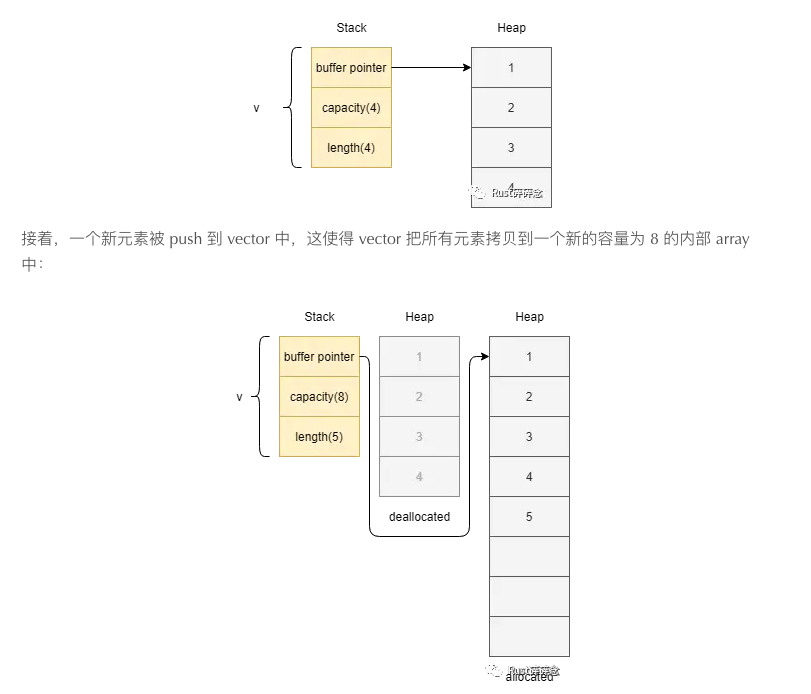 Stack Heap
buffer pointer 1
v capacity(4) 2
length(4) 3
4
Rust碎碎念
接着，一个新元素被 push 到 vector 中，这使得 vector 把所有元素拷贝到一个新的容量为 8 的内部 array
中：
Stack Heap Heap
buffer pointer 1 1
v capacity(8) 2 2
length(5) 3 3
4 4
deallocated 5
Rust碎碎念
allocated